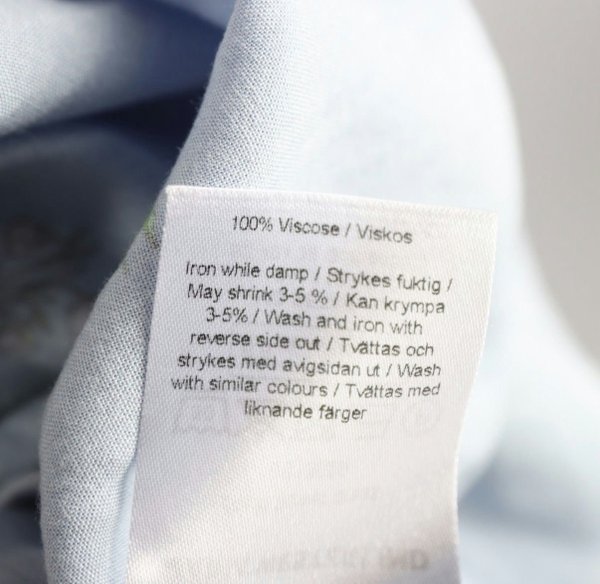 100% Viscose / Viskos
Iron while damp / Strykes fuktig /
May shrink 3-5 % / Kan krympa
3-5% / Wash and iron with
reverse side out / Tvättas och
strykes med avigsidan ut / Wash
with similar colours / Tvättas med
liknande färger